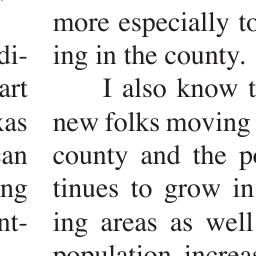 di-
art
xas
an
ng
nt-
more especially to
ing in the county.
I also know t
new folks moving
county and the po
tinues to grow in
ing areas as well
population increas